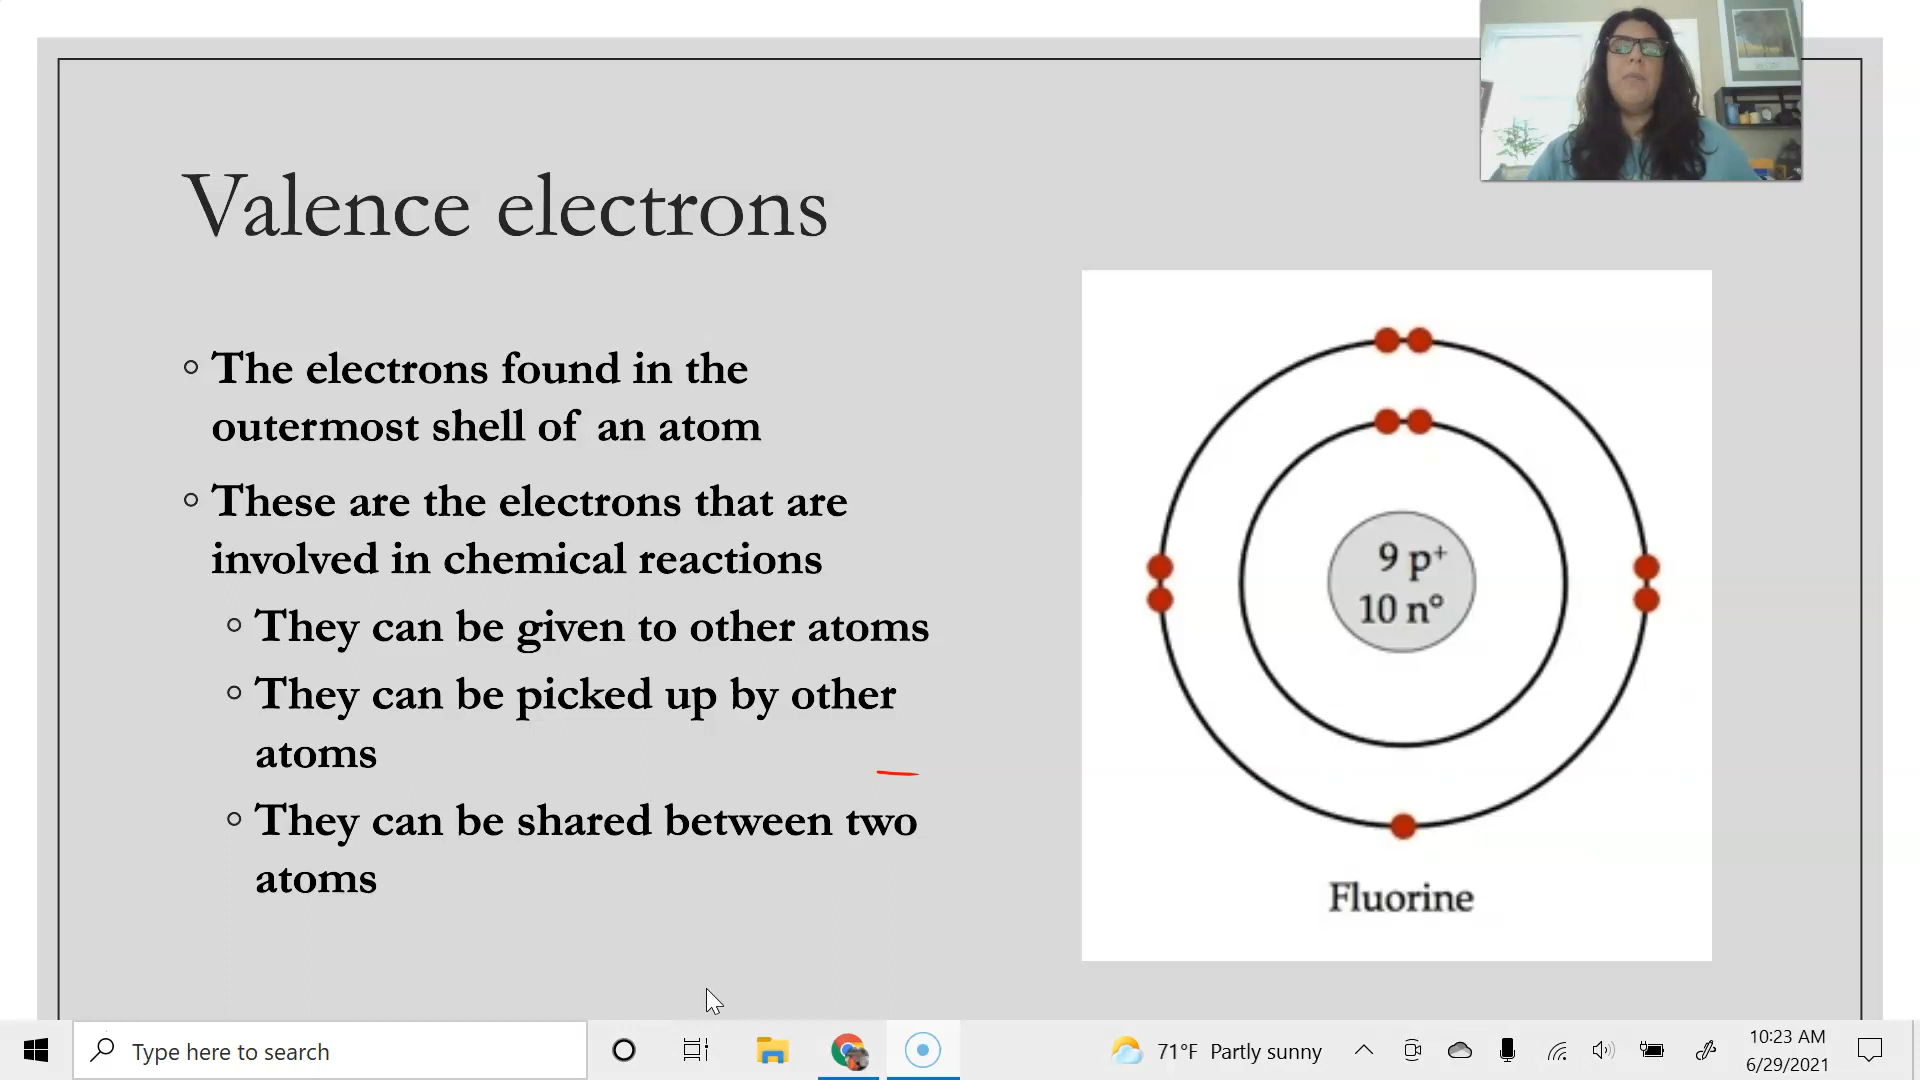 Valence electrons
The electrons found in the
outermost shell of an atom
These are the electrons that are
involved in chemical reactions
They can be given to other atoms
They can be picked up by other
atoms
They can be shared between two
atoms
9 p⁺
10 n°
Fluorine
Type here to search
71°F Partly sunny
10:23 AM
6/29/2021